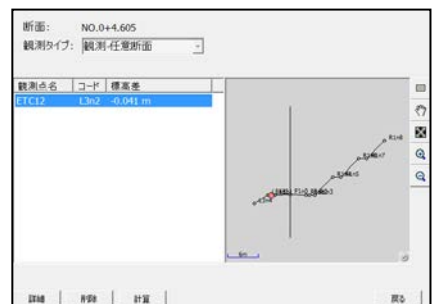 断面: NO.0+4.605
観測タイプ: 観測-任意断面
観測点名 コード 標高差
ETC12 L3n2 -0.041 m
R1n8
L3n4
5m
詳細 削除 計算 戻る